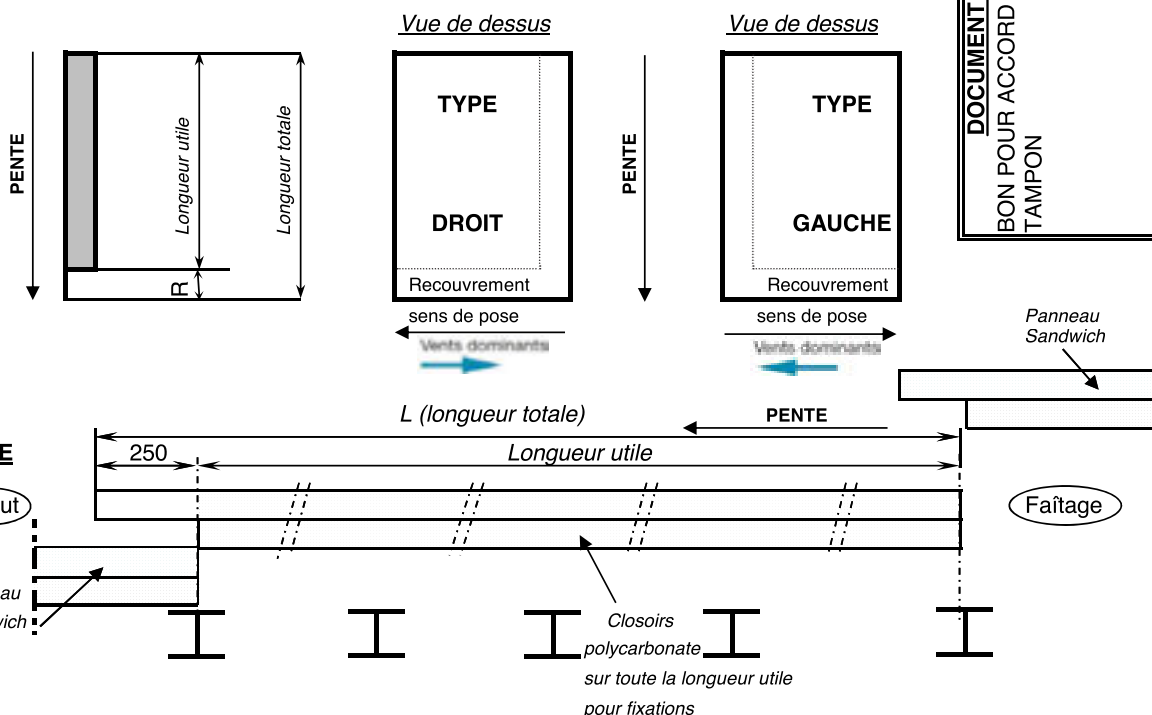 Vue de dessus
Vue de dessus
PENTE
Longueur utile
Longueur totale
R
TYPE
DROIT
Recouvrement
sens de pose
Vents dominants
PENTE
TYPE
GAUCHE
Recouvrement
sens de pose
Vents dominants
DOCUMENT
BON POUR ACCORD
TAMPON
Panneau
Sandwich
L (longueur totale)
PENTE
E
250
Longueur utile
ut
Faîtage
au
vich
Closoirs
polycarbonate
sur toute la longueur utile
pour fixations